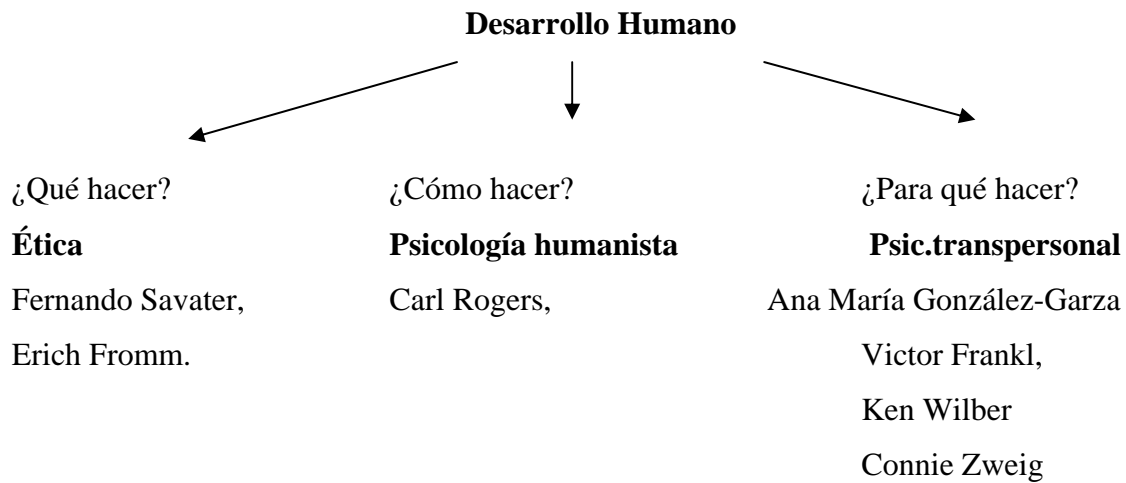 Desarrollo Humano
¿Qué hacer?
Ética
Fernando Savater,
Erich Fromm.
¿Cómo hacer?
Psicología humanista
Carl Rogers,
¿Para qué hacer?
Psic.transpersonal
Ana María González-Garza
Victor Frankl,
Ken Wilber
Connie Zweig